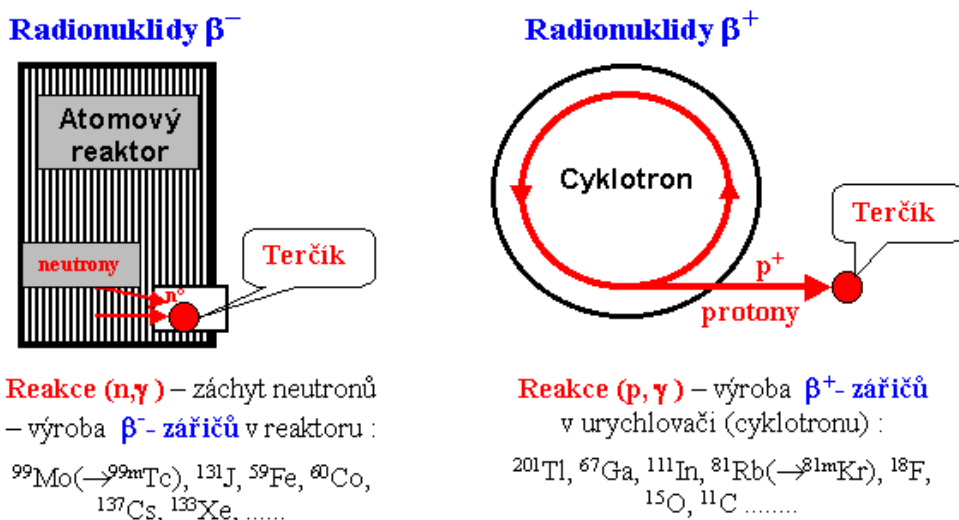 Radionuklidy β⁻
Atomový
reaktor
neutrony
n°
Terčík
Reakce (n,γ) – záchyt neutronů
– výroba β⁻- zářičů v reaktoru :
⁹⁹Mo(→⁹⁹ᵐTc), ¹³¹J, ⁵⁹Fe, ⁶⁰Co,
¹³⁷Cs, ¹³³Xe, ......
Radionuklidy β⁺
Cyklotron
Terčík
p⁺
protony
Reakce (p, γ) – výroba β⁺- zářičů
v urychlovači (cyklotronu) :
²⁰¹Tl, ⁶⁷Ga, ¹¹¹In, ⁸¹Rb(→⁸¹ᵐKr), ¹⁸F,
¹⁵O, ¹¹C ........